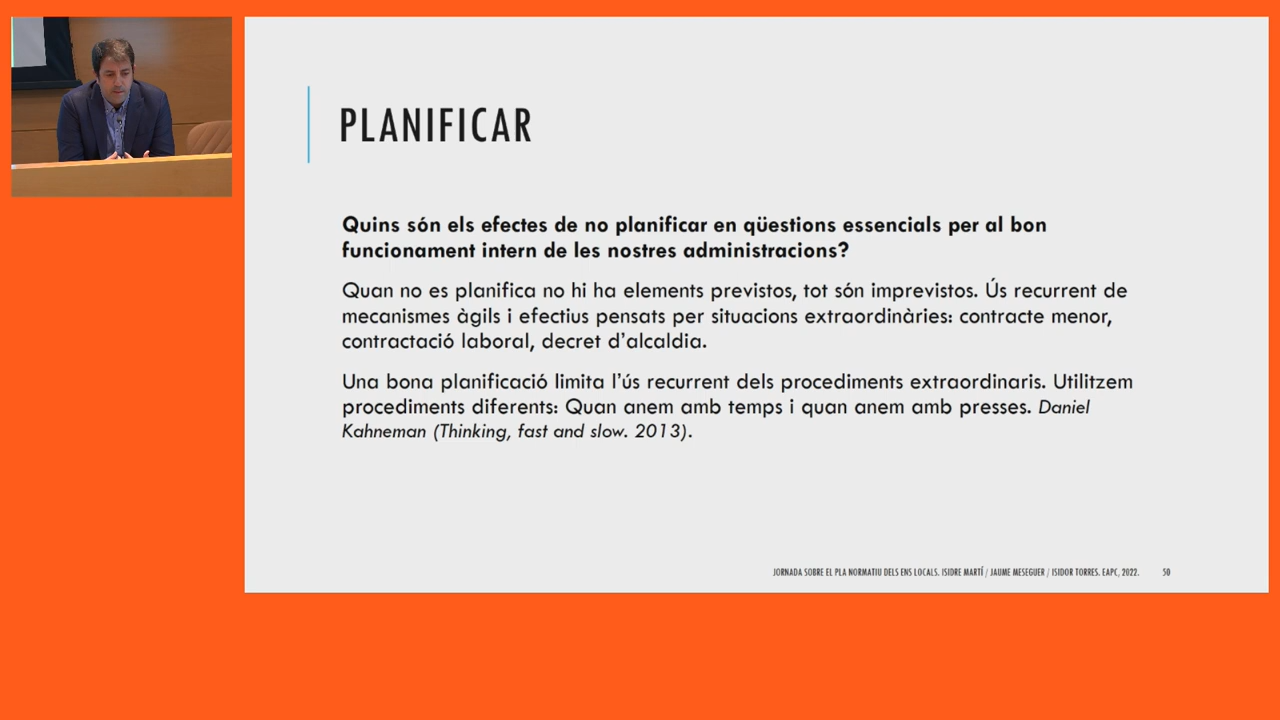 PLANIFICAR
Quins són els efectes de no planificar en qüestions essencials per al bon
funcionament intern de les nostres administracions?
Quan no es planifica no hi ha elements previstos, tot són imprevistos. Ús recurrent de
mecanismes àgils i efectius pensats per situacions extraordinàries: contracte menor,
contractació laboral, decret d'alcaldia.
Una bona planificació limita l'ús recurrent dels procediments extraordinaris. Utilitzem
procediments diferents: Quan anem amb temps i quan anem amb presses. Daniel
Kahneman (Thinking, fast and slow. 2013).
JORNADA SOBRE EL PLA NORMATIU DELS ENS LOCALS. ISIDRE MARTÍ / JAUME MESEGUER / ISIDOR TORRES. EAPC, 2022. 50